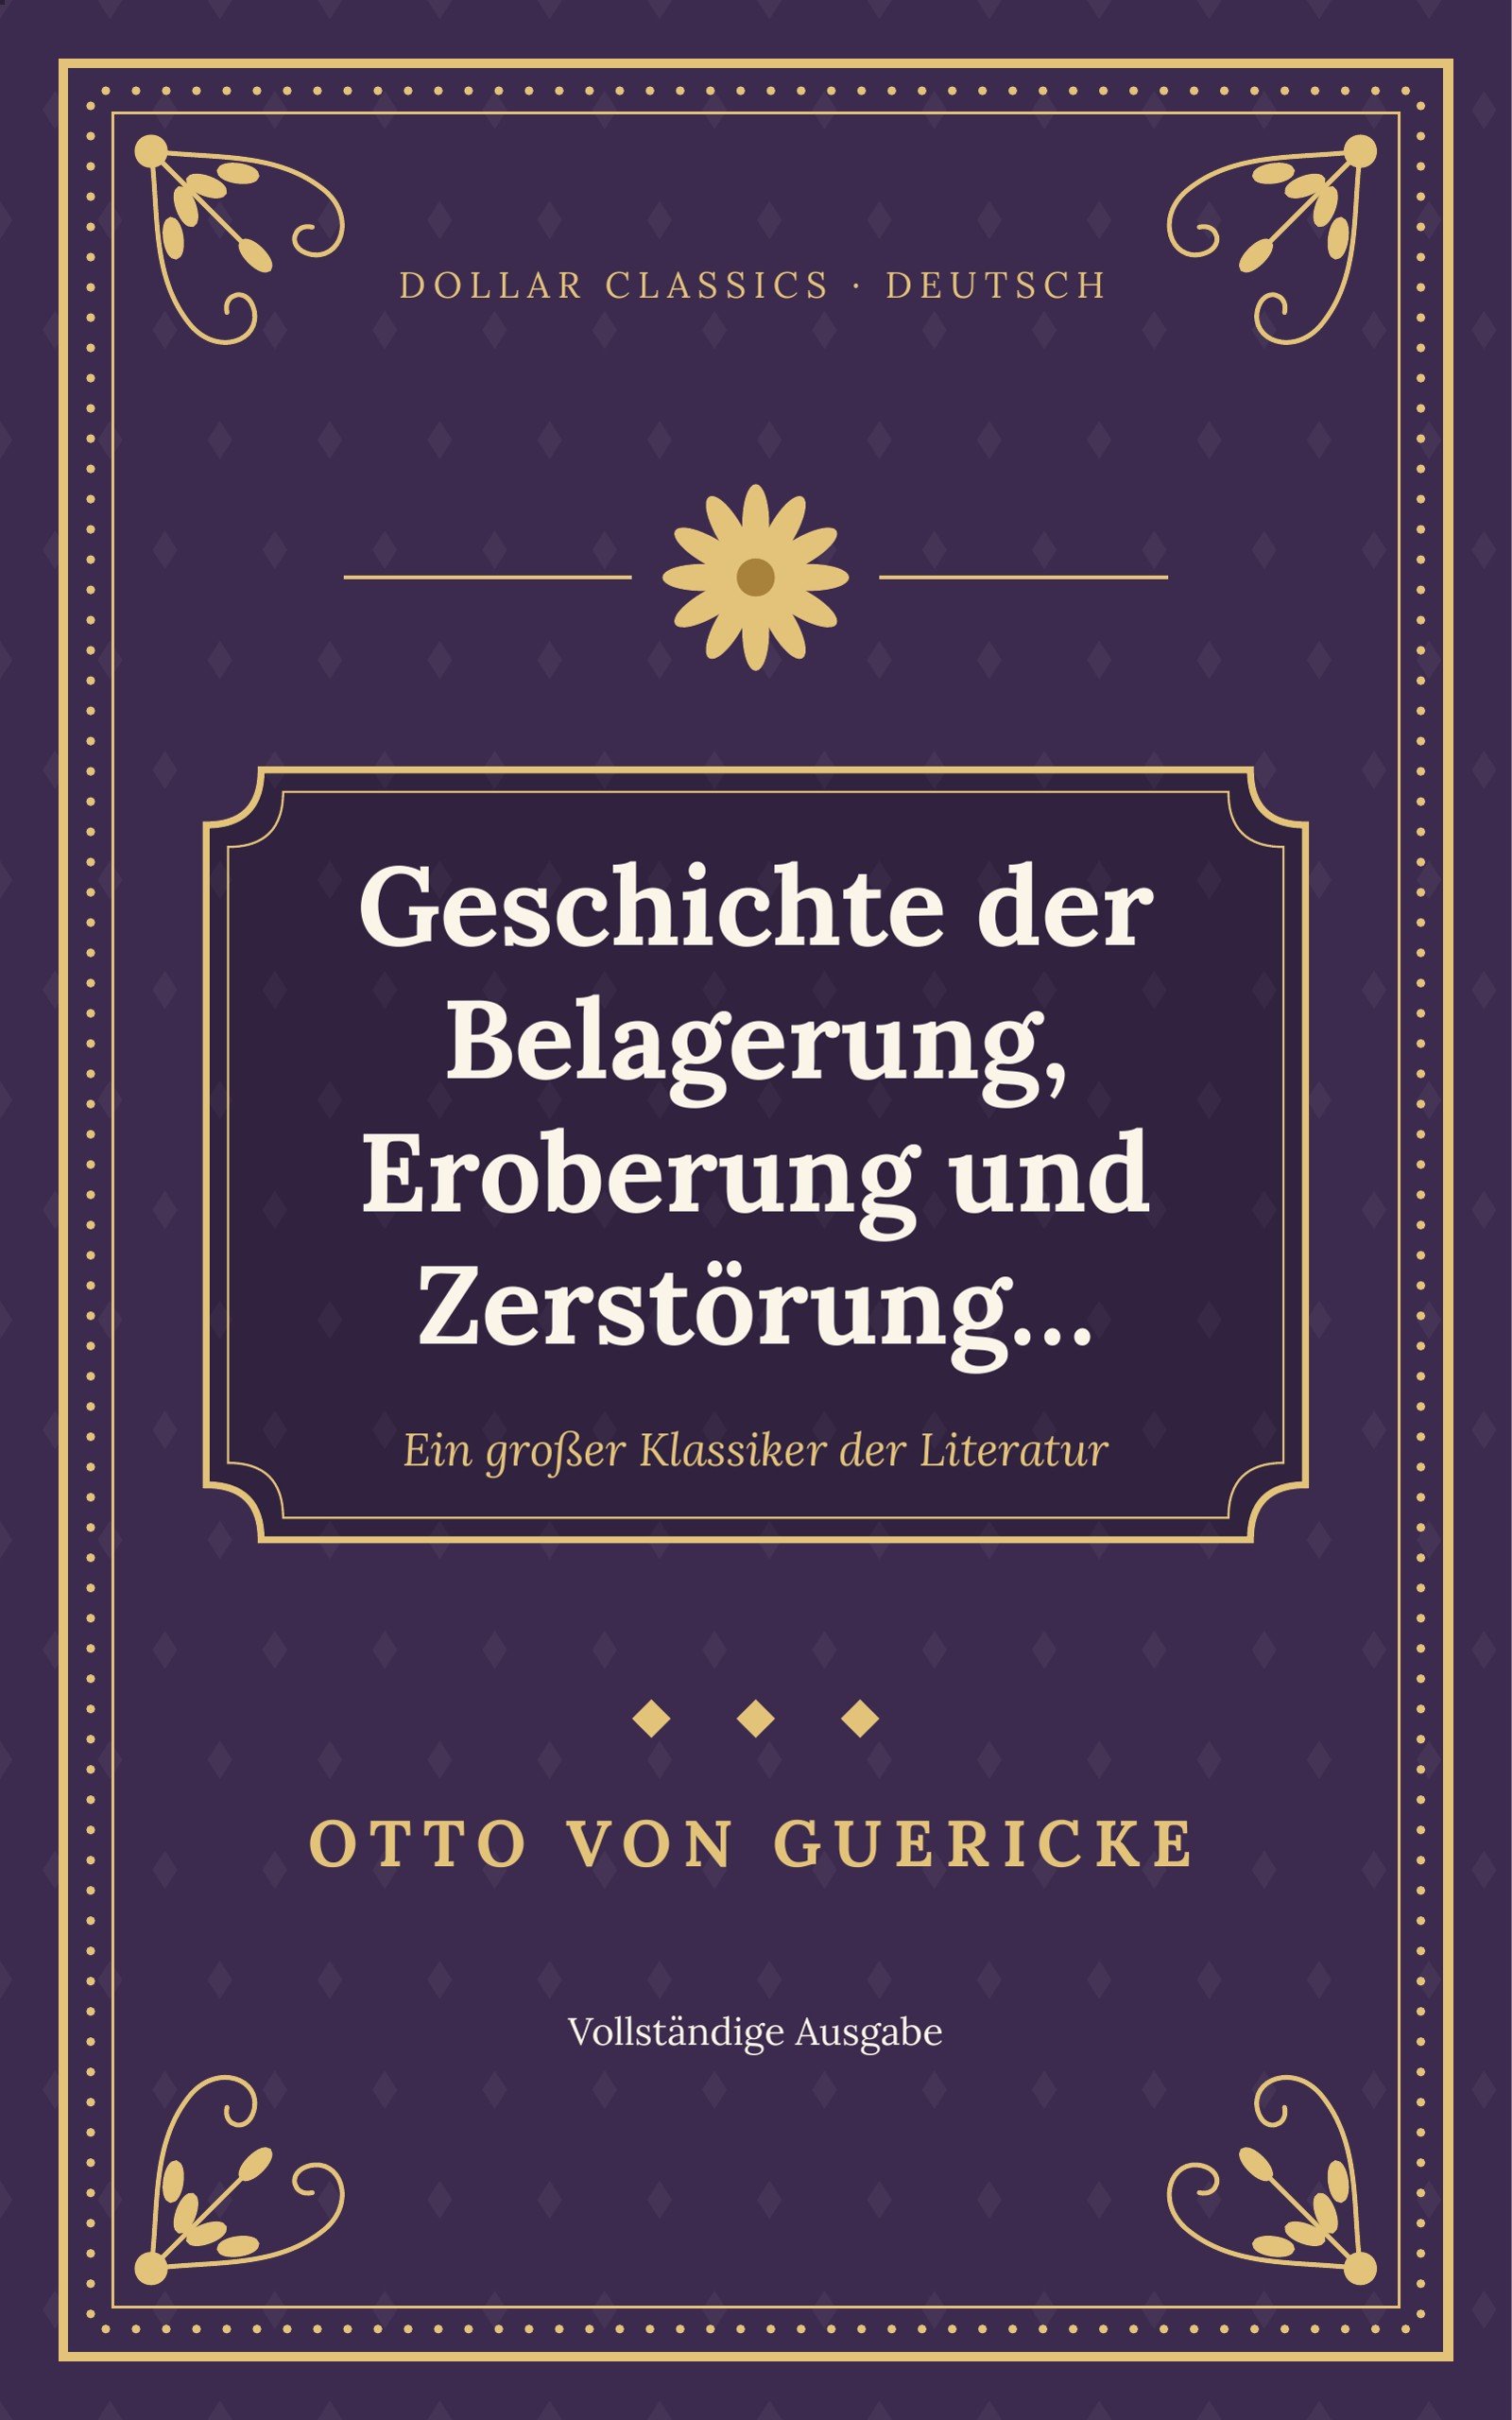 DOLLAR CLASSICS · DEUTSCH
Geschichte der
Belagerung,
Eroberung und
Zerstörung...
Ein großer Klassiker der Literatur
OTTO VON GUERICKE
Vollständige Ausgabe